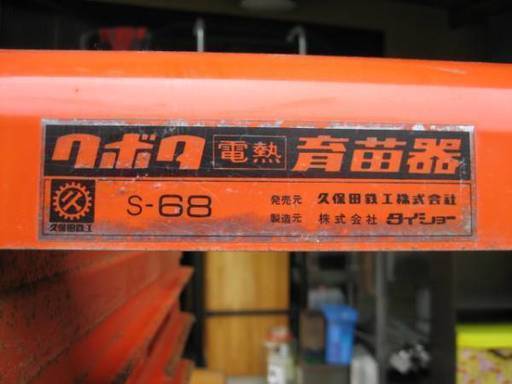 クボタ 電熱 育苗器
S-68
発売元 久保田鉄工株式会社
製造元 株式会社 タイショー
久保田鉄工